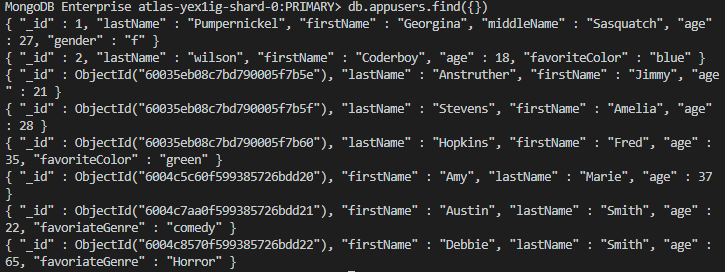 MongoDB Enterprise atlas-yex1ig-shard-0:PRIMARY> db.appusers.find({})
{ "_id" : 1, "lastName" : "Pumpernickel", "firstName" : "Georgina", "middleName" : "Sasquatch", "age"
: 27, "gender" : "f" }
{ "_id" : 2, "lastName" : "wilson", "firstName" : "Coderboy", "age" : 18, "favoriteColor" : "blue" }
{ "_id" : ObjectId("60035eb08c7bd790005f7b5e"), "lastName" : "Anstruther", "firstName" : "Jimmy", "age
" : 21 }
{ "_id" : ObjectId("60035eb08c7bd790005f7b5f"), "lastName" : "Stevens", "firstName" : "Amelia", "age"
: 28 }
{ "_id" : ObjectId("60035eb08c7bd790005f7b60"), "lastName" : "Hopkins", "firstName" : "Fred", "age" :
35, "favoriteColor" : "green" }
{ "_id" : ObjectId("6004c5c60f599385726bdd20"), "firstName" : "Amy", "lastName" : "Marie", "age" : 37
}
{ "_id" : ObjectId("6004c7aa0f599385726bdd21"), "firstName" : "Austin", "lastName" : "Smith", "age" :
22, "favoriateGenre" : "comedy" }
{ "_id" : ObjectId("6004c8570f599385726bdd22"), "firstName" : "Debbie", "lastName" : "Smith", "age" :
65, "favoriateGenre" : "Horror" }